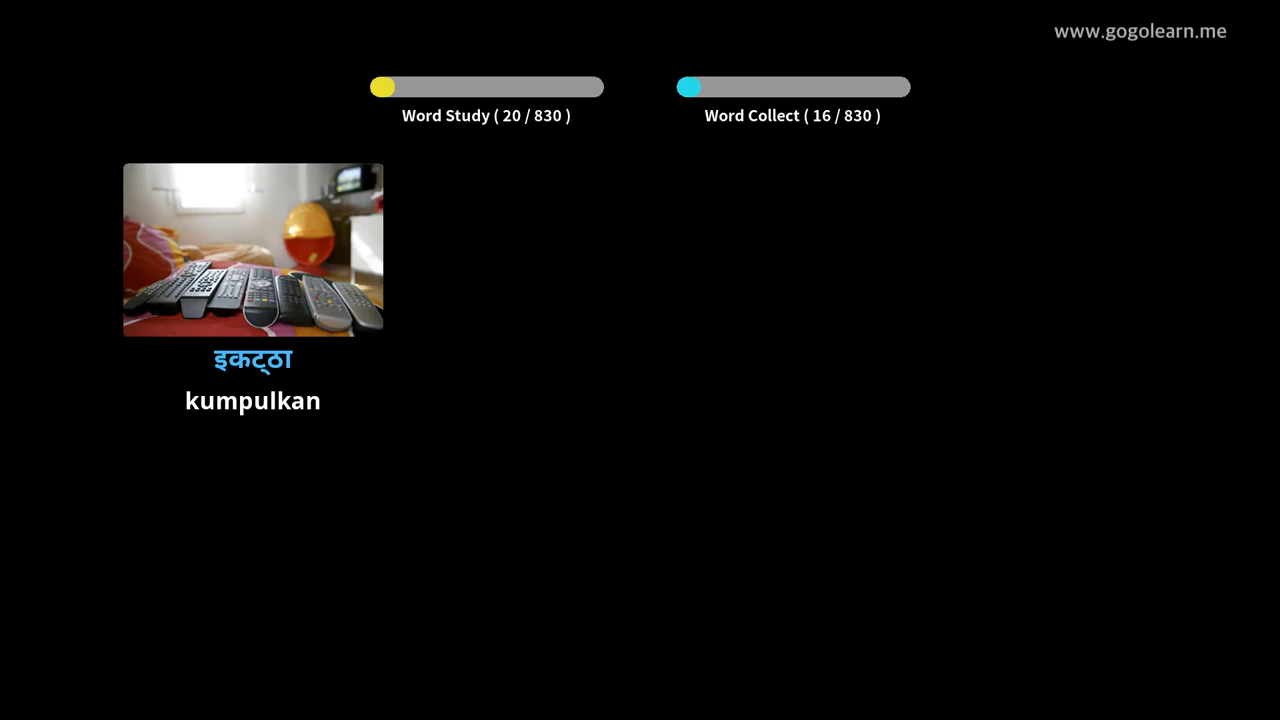 www.gogolearn.me
Word Study ( 20 / 830 )
Word Collect ( 16 / 830 )
इकट्ठा
kumpulkan